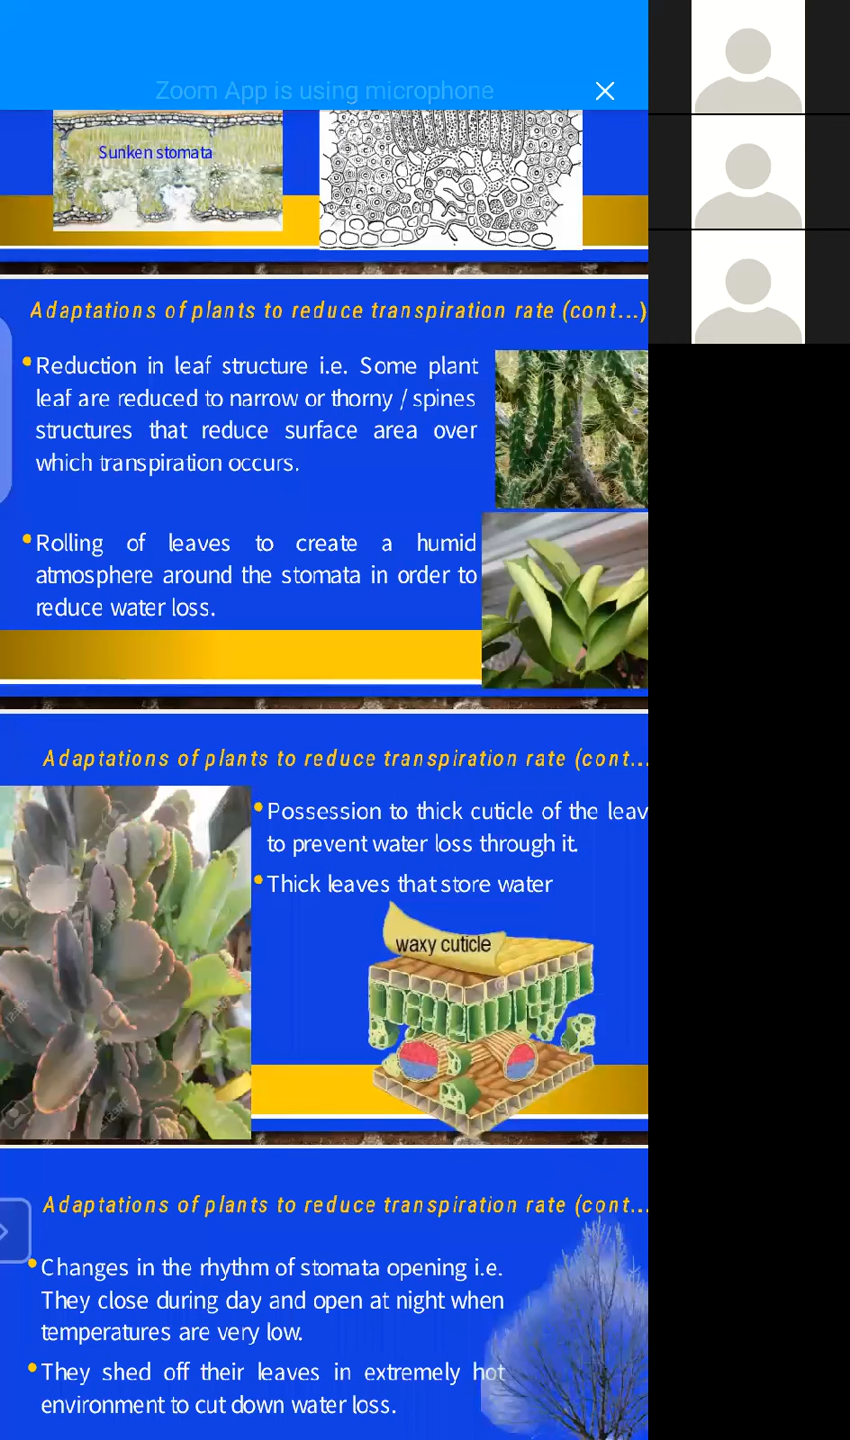 Zoom App is using microphone
Sunken stomata
Adaptations of plants to reduce transpiration rate (cont...)
•Reduction in leaf structure i.e. Some plant
leaf are reduced to narrow or thorny / spines
structures that reduce surface area over
which transpiration occurs.
•Rolling of leaves to create a humid
atmosphere around the stomata in order to
reduce water loss.
Adaptations of plants to reduce transpiration rate (cont...
•Possession to thick cuticle of the leav
to prevent water loss through it.
•Thick leaves that store water
waxy cuticle
Adaptations of plants to reduce transpiration rate (cont...
•Changes in the rhythm of stomata opening i.e.
They close during day and open at night when
temperatures are very low.
•They shed off their leaves in extremely hot
environment to cut down water loss.